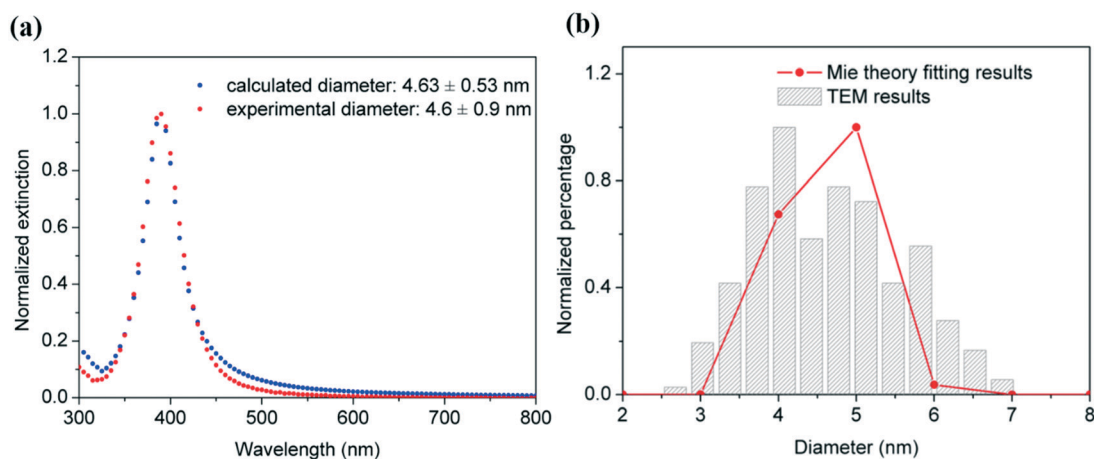 (a)
1.2
1.0
0.8
0.6
0.4
0.2
0.0
Normalized extinction
calculated diameter: 4.63 ± 0.53 nm
experimental diameter: 4.6 ± 0.9 nm
300 400 500 600 700 800
Wavelength (nm)
(b)
1.2
0.8
0.4
0.0
Normalized percentage
Mie theory fitting results
TEM results
2 3 4 5 6 7 8
Diameter (nm)